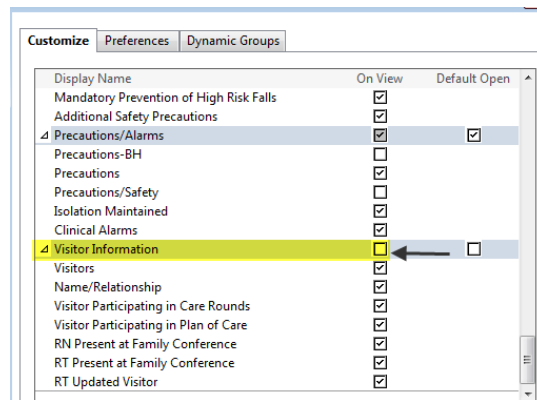 Customize Preferences Dynamic Groups
Display Name On View Default Open
Mandatory Prevention of High Risk Falls
Additional Safety Precautions
Precautions/Alarms
Precautions-BH
Precautions
Precautions/Safety
Isolation Maintained
Clinical Alarms
Visitor Information
Visitors
Name/Relationship
Visitor Participating in Care Rounds
Visitor Participating in Plan of Care
RN Present at Family Conference
RT Present at Family Conference
RT Updated Visitor